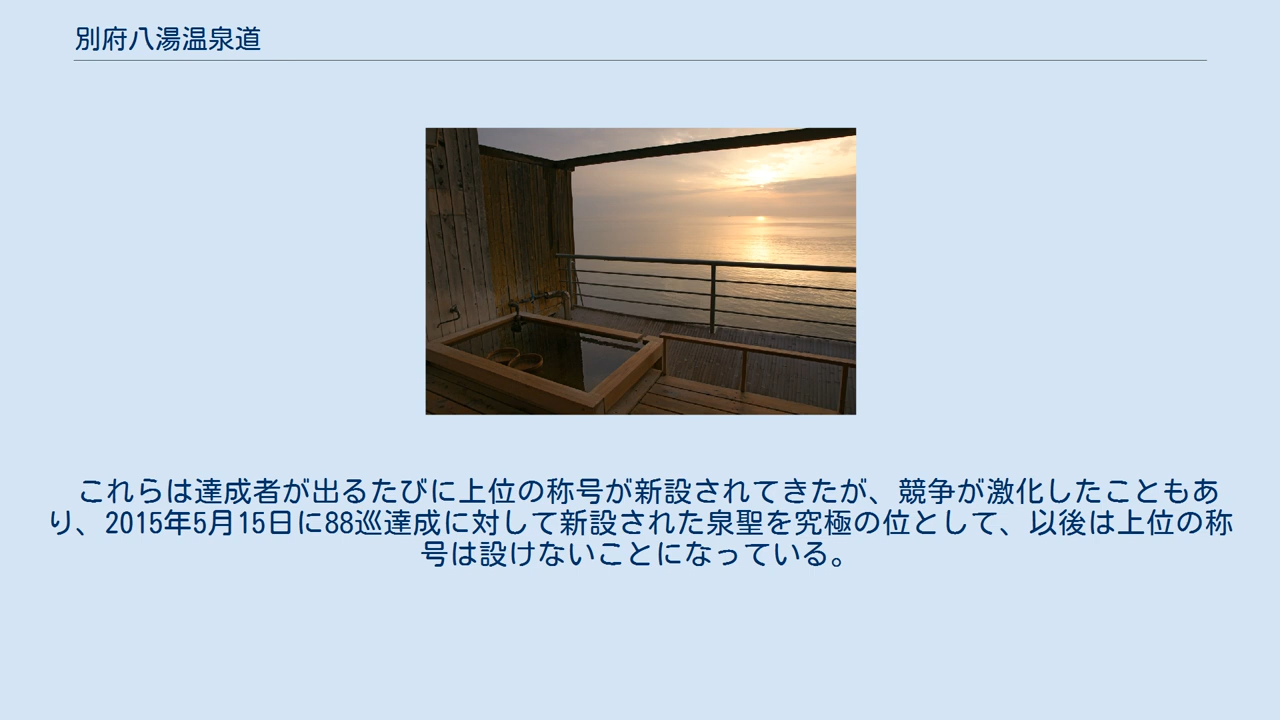 別府八湯温泉道
これらは達成者が出るたびに上位の称号が新設されてきたが、競争が激化したこともあ
り、2015年5月15日に88巡達成に対して新設された泉聖を究極の位として、以後は上位の称
号は設けないことになっている。